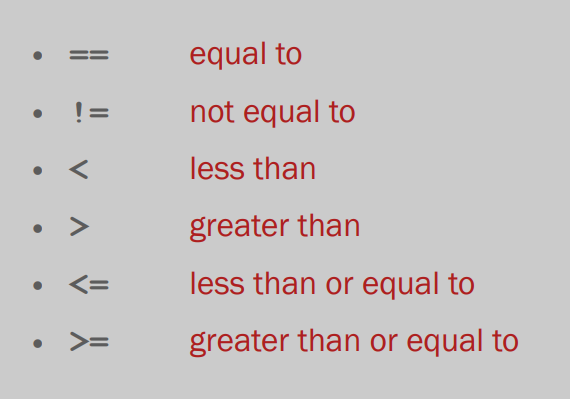 • == equal to
• != not equal to
• < less than
• > greater than
• <= less than or equal to
• >= greater than or equal to